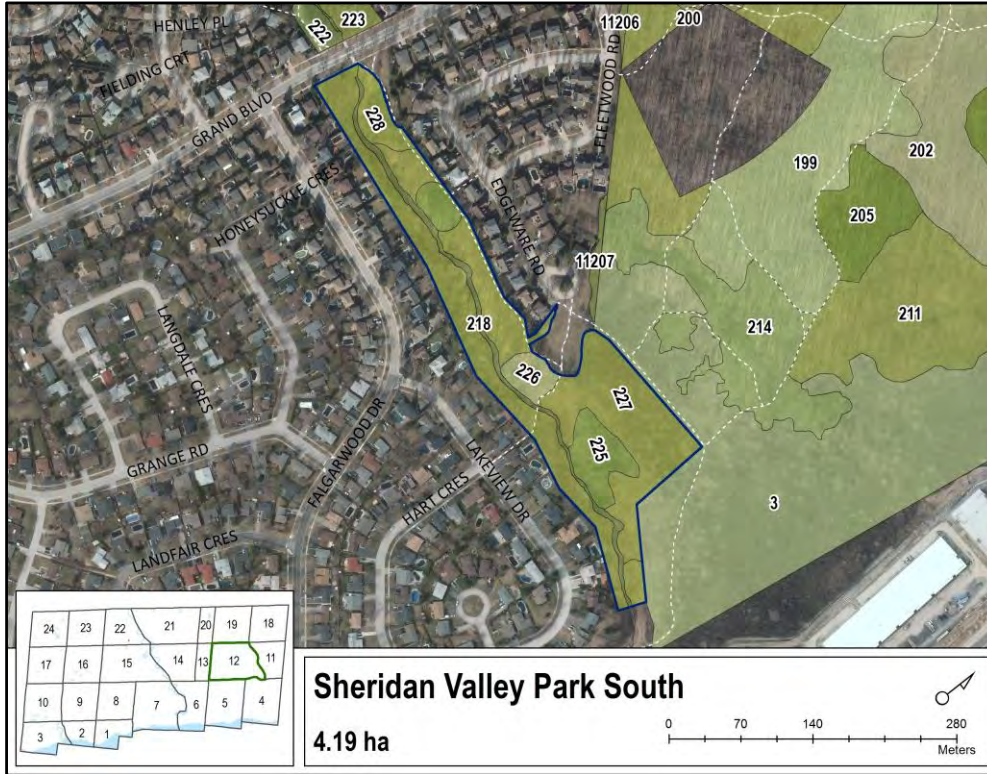 HENLEY PL
FIELDING CRT
GRAND BLVD
222
223
11206
200
FLEETWOOD RD
228
199
202
HONEYSUCKLE CRES
EDGEWARE RD
205
11207
LANGDALE CRES
218
214
211
226
227
225
FALGARWOOD DR
LAKEVIEW DR
GRANGE RD
HART CRES
3
LANDFAIR CRES
24 23 22 21 20 19 18
17 16 15 14 13 12 11
10 9 8 7 6 5 4
3 2 1
Sheridan Valley Park South
4.19 ha
0 70 140 280
Meters